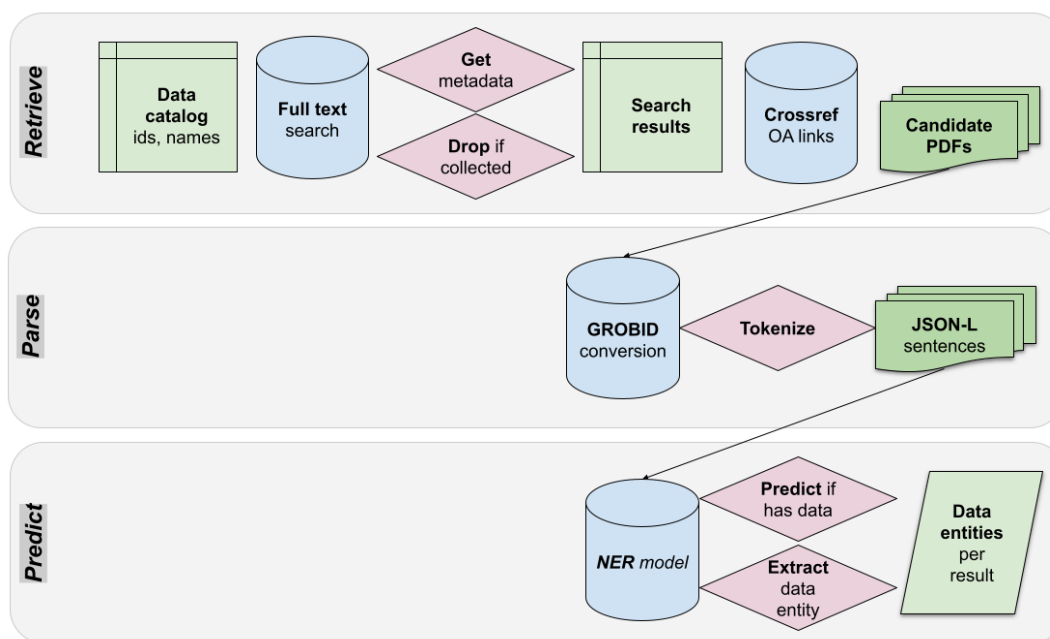 Retrieve
Data
catalog
ids, names
Full text
search
Get
metadata
Drop if
collected
Search
results
Crossref
OA links
Candidate
PDFs
Parse
GROBID
conversion
Tokenize
JSON-L
sentences
Predict
NER model
Predict if
has data
Extract
data
entity
Data
entities
per
result